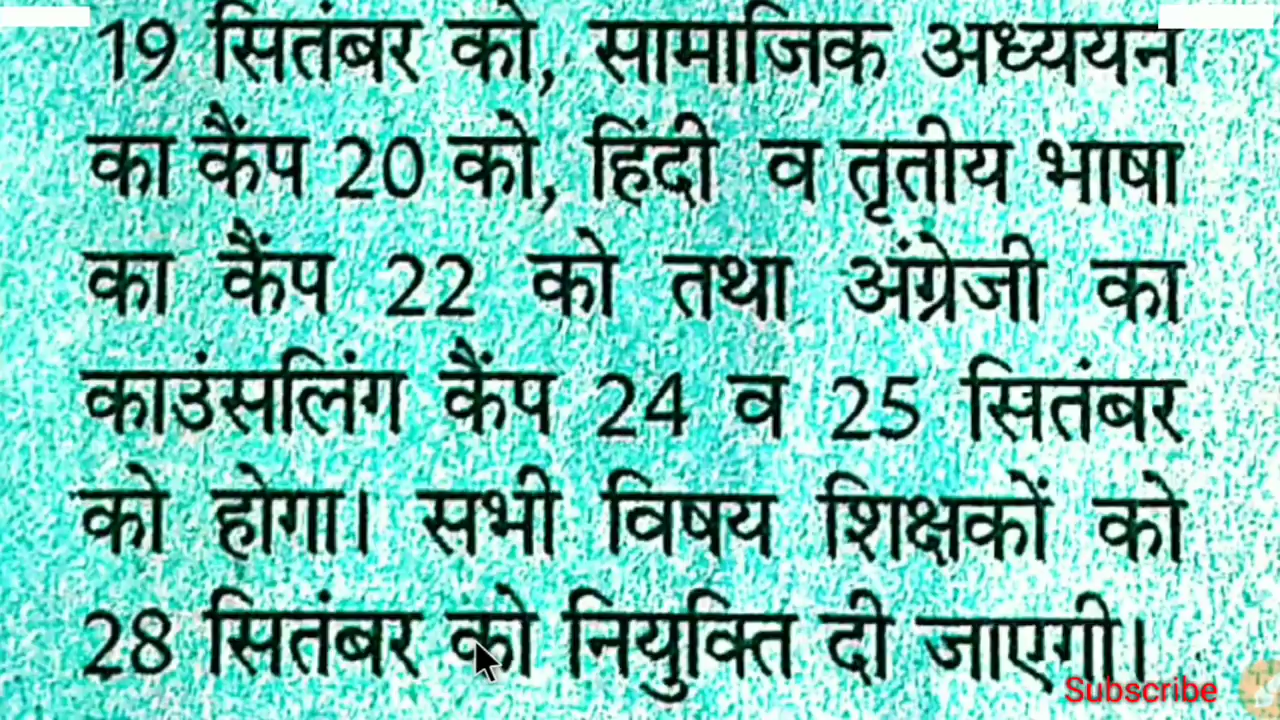 19 सितंबर को, सामाजिक अध्ययन
का कैंप 20 को, हिंदी व तृतीय भाषा
का कैंप 22 को तथा अंग्रेजी का
काउंसलिंग कैंप 24 व 25 सितंबर
को होगा। सभी विषय शिक्षकों को
28 सितंबर को नियुक्ति दी जाएगी।
Subscribe